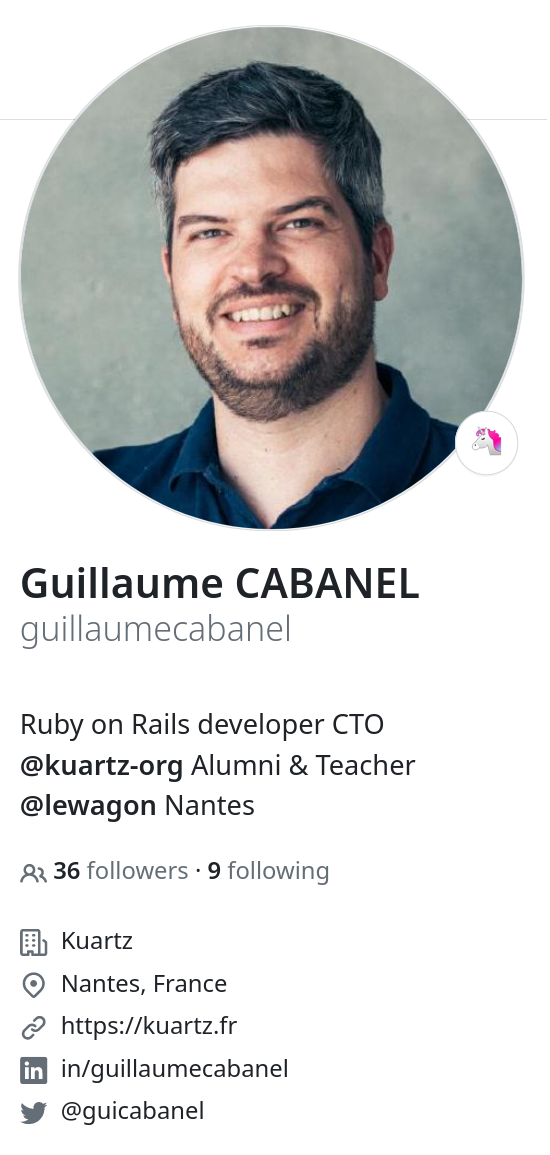 Guillaume CABANEL
guillaumecabanel
Ruby on Rails developer CTO
@kuartz-org Alumni & Teacher
@lewagon Nantes
36 followers · 9 following
Kuartz
Nantes, France
https://kuartz.fr
in/guillaumecabanel
@guicabanel